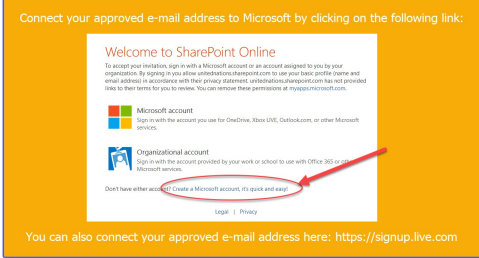 Connect your approved e-mail address to Microsoft by clicking on the following link:
Welcome to SharePoint Online
To accept your invitation, sign in with a Microsoft account or an account assigned to you by your
organization. By signing in you allow unitednations.sharepoint.com to use your basic profile (name and
email address) in accordance with their privacy statement. unitednations.sharepoint.com has not provided
links to their terms for you to review. You can remove these permissions at myapps.microsoft.com.
Microsoft account
Sign in with the account you use for OneDrive, Xbox LIVE, Outlook.com, or other Microsoft
services.
Organizational account
Sign in with the account provided by your work or school to use with Office 365 or other
Microsoft services.
Don't have either account? Create a Microsoft account, it's quick and easy!
Legal | Privacy
You can also connect your approved e-mail address here: https://signup.live.com